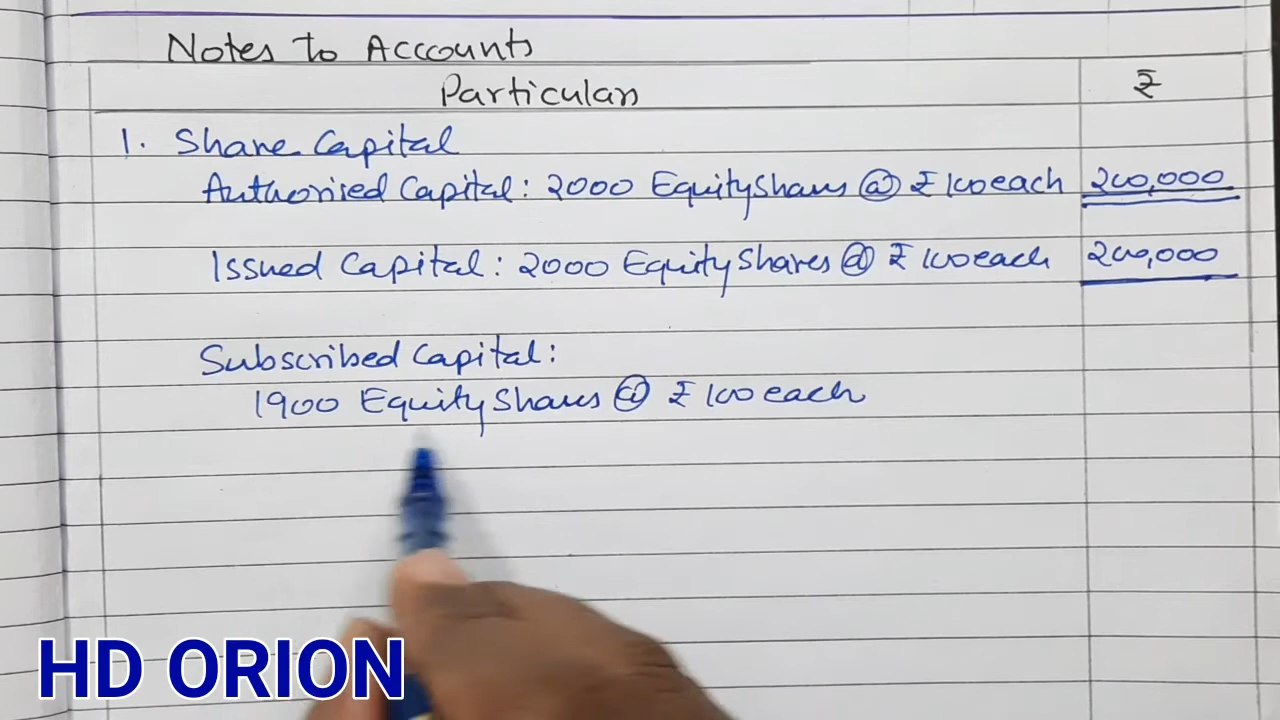 Notes to Accounts
Particulars ₹
1. Share Capital
Authorised Capital: 2000 Equity Shares @ ₹ 100 each 200,000
Issued Capital: 2000 Equity Shares @ ₹ 100 each 200,000
Subscribed Capital:
1900 Equity Shares @ ₹ 100 each
HD ORION